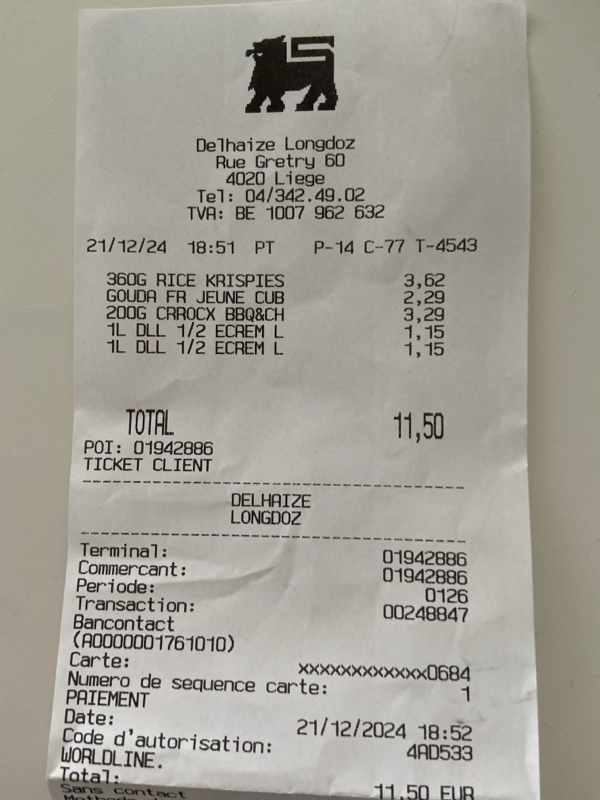 Delhaize Longdoz
Rue Gretry 60
4020 Liege
Tel: 04/342.49.02
TVA: BE 1007 962 632
21/12/24 18:51 PT P-14 C-77 T-4543
360G RICE KRISPIES 3,62
GOUDA FR JEUNE CUB 2,29
200G CRROCX BBQ&CH 3,29
1L DLL 1/2 ECREM L 1,15
1L DLL 1/2 ECREM L 1,15
TOTAL 11,50
POI: 01942886
TICKET CLIENT
DELHAIZE
LONGDOZ
Terminal: 01942886
Commercant: 01942886
Periode: 0126
Transaction: 00248847
Bancontact
(A0000001761010)
Carte: xxxxxxxxxxxxx0684
Numero de sequence carte: 1
PAIEMENT
Date: 21/12/2024 18:52
Code d'autorisation: 4AD533
WORLDLINE.
Total: 11,50 EUR
Sans contact